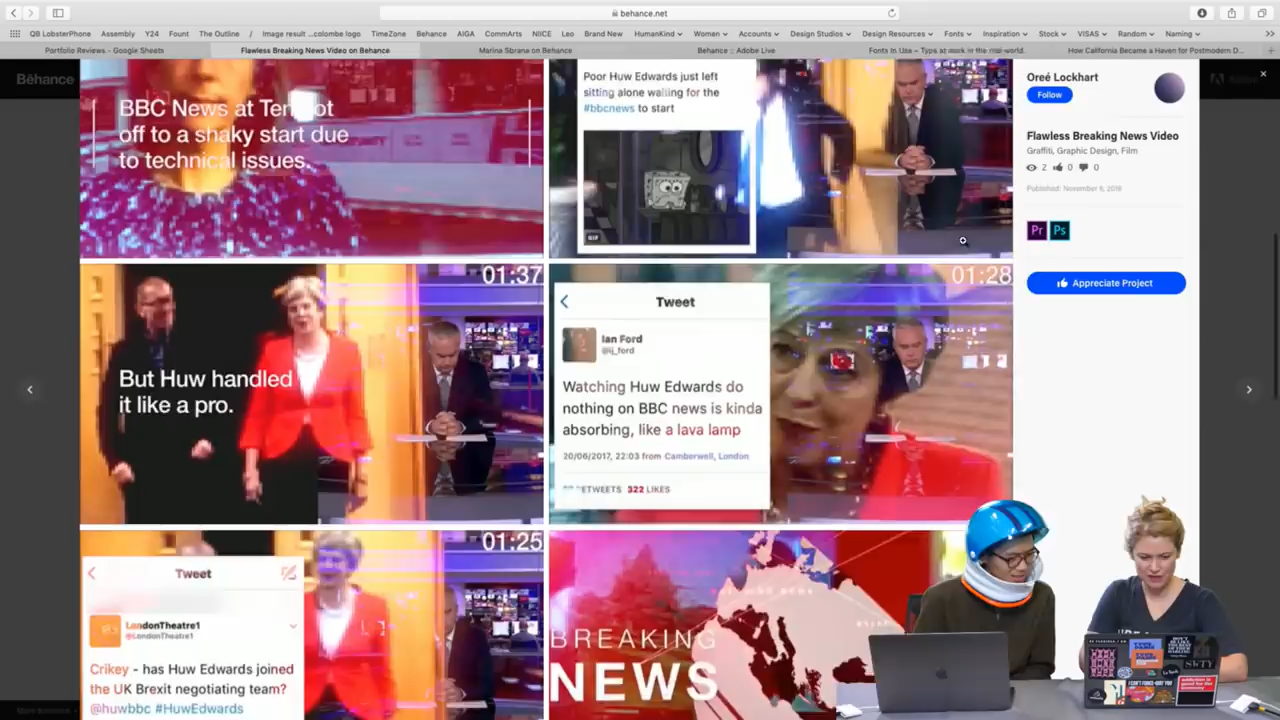 behance.net
QB LobsterPhone Assembly Y24 Fount The Outline / Image result ...colombe logo TimeZone Behance AIGA CommArts NIICE Leo Brand New HumanKind Women Design Studios Accounts Design Resources Fonts Inspiration Stock VISAS Random Naming
Portfolio Reviews - Google Sheets
Flawless Breaking News Video on Behance
Marina Sbrana on Behance
Behance :: Adobe Live
Fonts In Use – Type at work in the real world.
How California Became a Haven for Postmodern D...
Bēhance
BBC News at Ten got
off to a shaky start due
to technical issues.
Poor Huw Edwards just left
sitting alone waiting for the
#bbcnews to start
GIF
01:37
But Huw handled
it like a pro.
01:28
Tweet
Ian Ford
@ij_ford
Watching Huw Edwards do
nothing on BBC news is kinda
absorbing, like a lava lamp
20/06/2017, 22:03 from Camberwell, London
322 LIKES
01:25
Tweet
LondonTheatre1
@LondonTheatre1
Crikey - has Huw Edwards joined
the UK Brexit negotiating team?
@huwbbc #HuwEdwards
BREAKING
NEWS
Oreé Lockhart
Follow
Flawless Breaking News Video
Graffiti, Graphic Design, Film
2 0 0
Published: November 6, 2018
Pr Ps
Appreciate Project